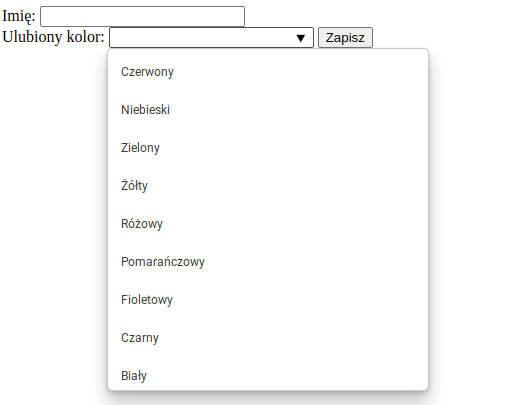 Imię:
Ulubiony kolor: Zapisz
Czerwony
Niebieski
Zielony
Żółty
Różowy
Pomarańczowy
Fioletowy
Czarny
Biały